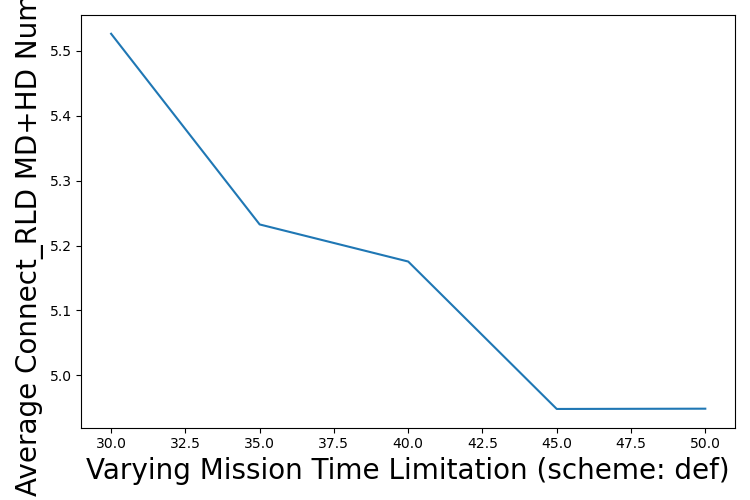 Average Connect_RLD MD+HD Num
5.5
5.4
5.3
5.2
5.1
5.0
30.0 32.5 35.0 37.5 40.0 42.5 45.0 47.5 50.0
Varying Mission Time Limitation (scheme: def)